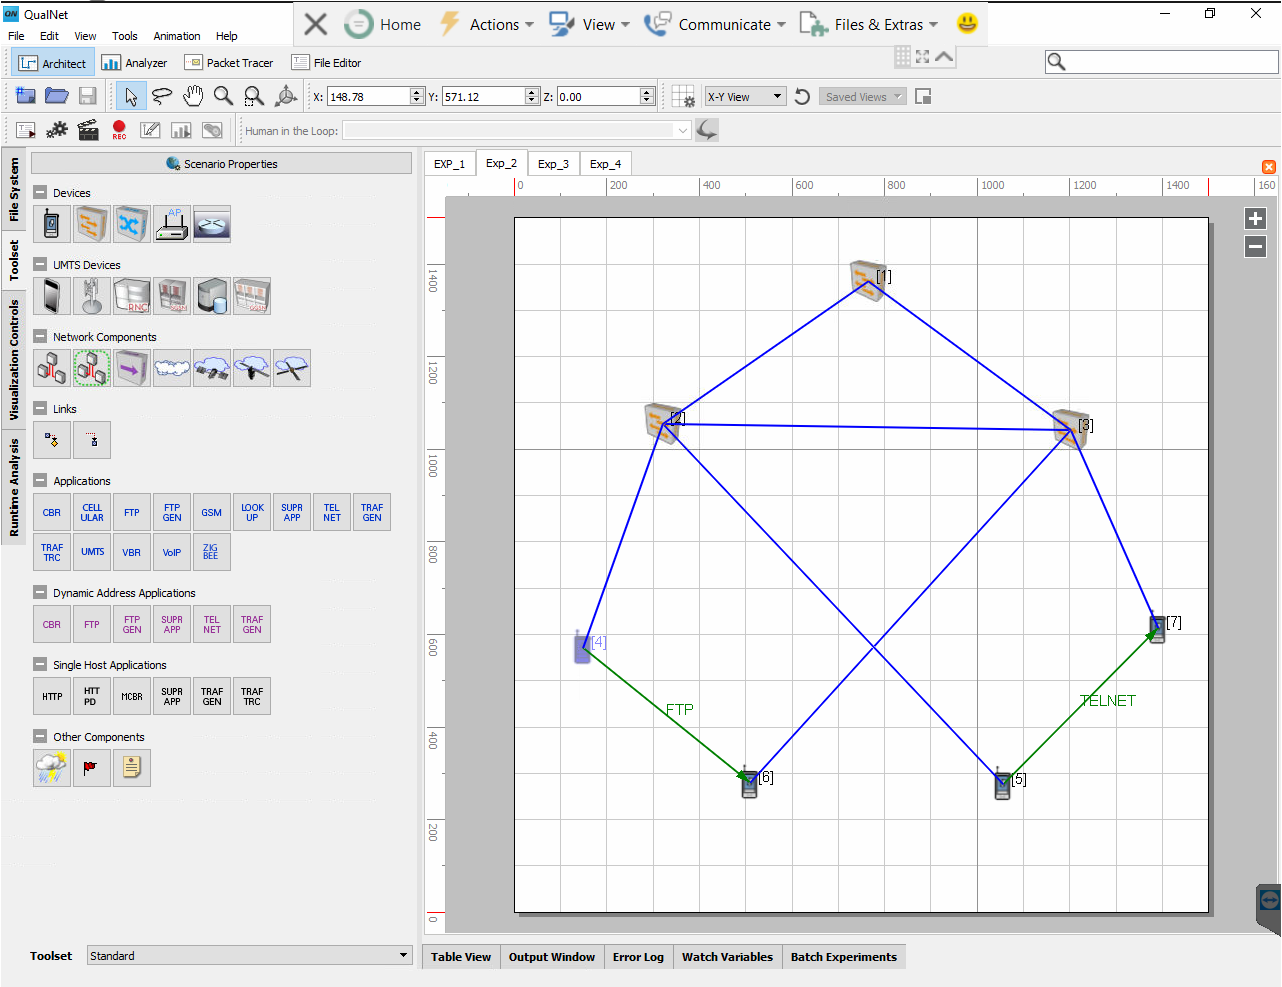 QN QualNet
Home Actions View Communicate Files & Extras
File Edit View Tools Animation Help
Architect Analyzer Packet Tracer File Editor
X: 148.78 Y: 571.12 Z: 0.00 X-Y View Saved Views
REC Human in the Loop:
File System
Toolset
Visualization Controls
Runtime Analysis
Scenario Properties
Devices
AP
UMTS Devices
RNC
Network Components
Links
Applications
CBR CELL ULAR FTP FTP GEN GSM LOOK UP SUPR APP TEL NET TRAF GEN
TRAF TRC UMTS VBR VoIP ZIG BEE
Dynamic Address Applications
CBR FTP FTP GEN SUPR APP TEL NET TRAF GEN
Single Host Applications
HTTP HTT PD MCBR SUPR APP TRAF GEN TRAF TRC
Other Components
Toolset Standard
EXP_1 Exp_2 Exp_3 Exp_4
0 200 400 600 800 1000 1200 1400 160
1400
1200
1000
800
600
400
200
0
[1]
[2]
[3]
[4]
[7]
FTP
TELNET
[6]
[5]
Table View Output Window Error Log Watch Variables Batch Experiments